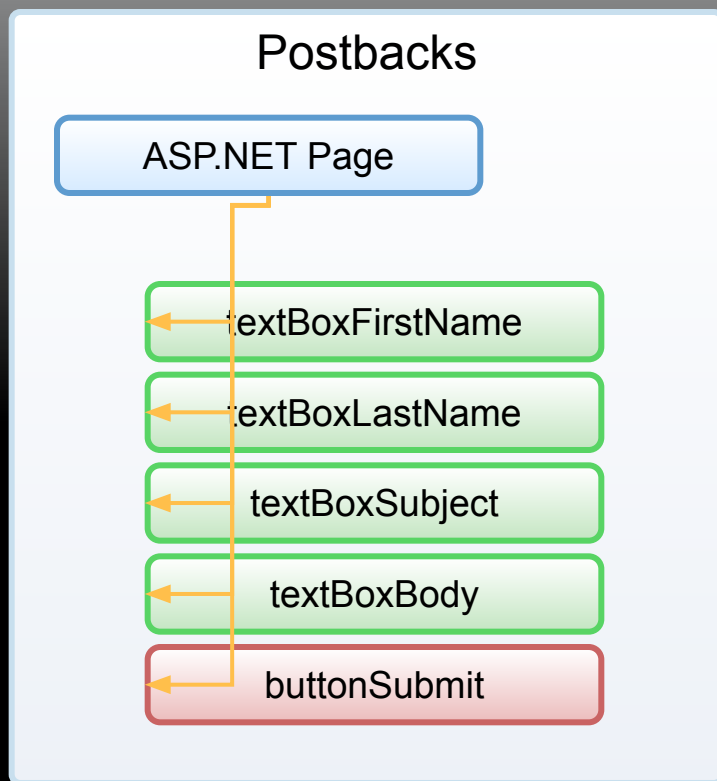 Postbacks
ASP.NET Page
textBoxFirstName
textBoxLastName
textBoxSubject
textBoxBody
buttonSubmit